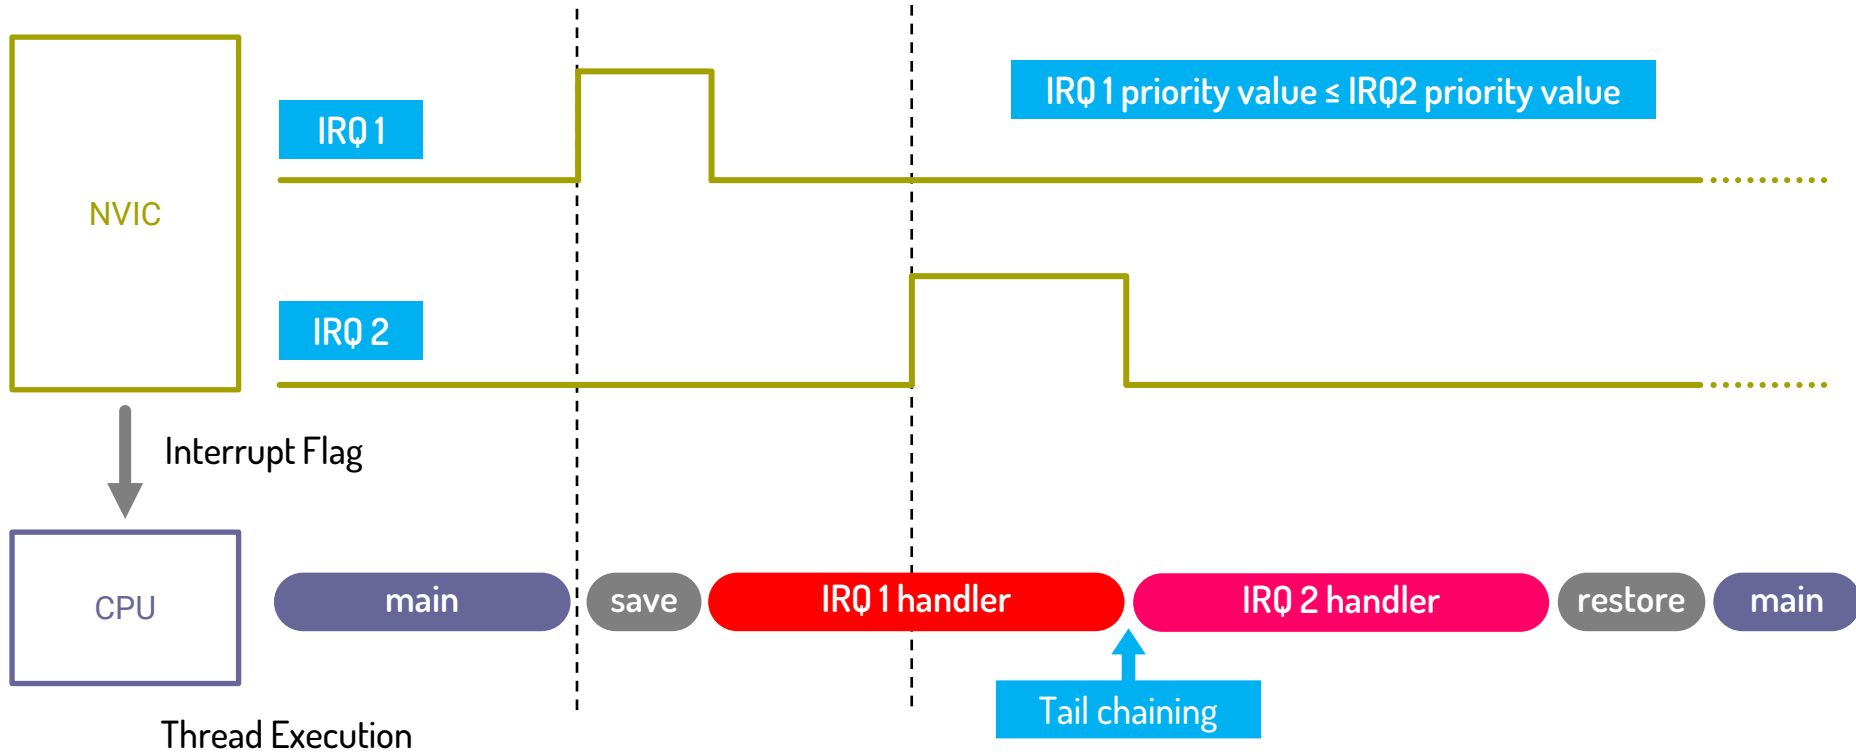 IRQ 1 priority value ≤ IRQ2 priority value
IRQ 1
NVIC
IRQ 2
Interrupt Flag
CPU
main
save
IRQ 1 handler
IRQ 2 handler
restore
main
Tail chaining
Thread Execution